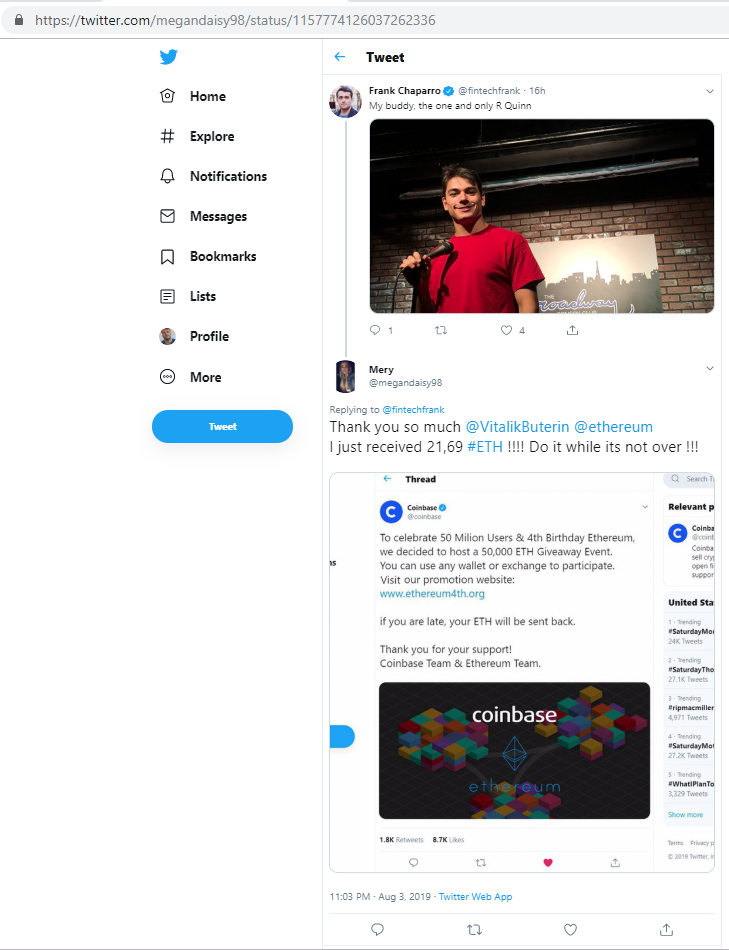 https://twitter.com/megandaisy98/status/1157774126037262336
Home
Explore
Notifications
Messages
Bookmarks
Lists
Profile
More
Tweet
Tweet
Frank Chaparro @fintechfrank · 16h
My buddy, the one and only R Quinn
THE
roadway
1
4
Mery
@megandaisy98
Replying to @fintechfrank
Thank you so much @VitalikButerin @ethereum
I just received 21,69 #ETH !!!! Do it while its not over !!!
Thread
Search T
Coinbase
@coinbase
To celebrate 50 Milion Users & 4th Birthday Ethereum,
we decided to host a 50,000 ETH Giveaway Event.
You can use any wallet or exchange to participate.
Visit our promotion website:
www.ethereum4th.org
if you are late, your ETH will be sent back.
Thank you for your support!
Coinbase Team & Ethereum Team.
coinbase
ethereum
1.8K Retweets 8.7K Likes
ns
Relevant p
Coinba
@coinb
Coinba
sell cry
open fi
suppor
United Sta
1 · Trending
#SaturdayMo
24K Tweets
2 · Trending
#SaturdayTho
27.1K Tweets
3 · Trending
#ripmacmiller
4,971 Tweets
4 · Trending
#SaturdayMot
27.2K Tweets
5 · Trending
#WhatIPlanTo
3,329 Tweets
Show more
Terms Privacy p
© 2019 Twitter, In
11:03 PM · Aug 3, 2019 · Twitter Web App